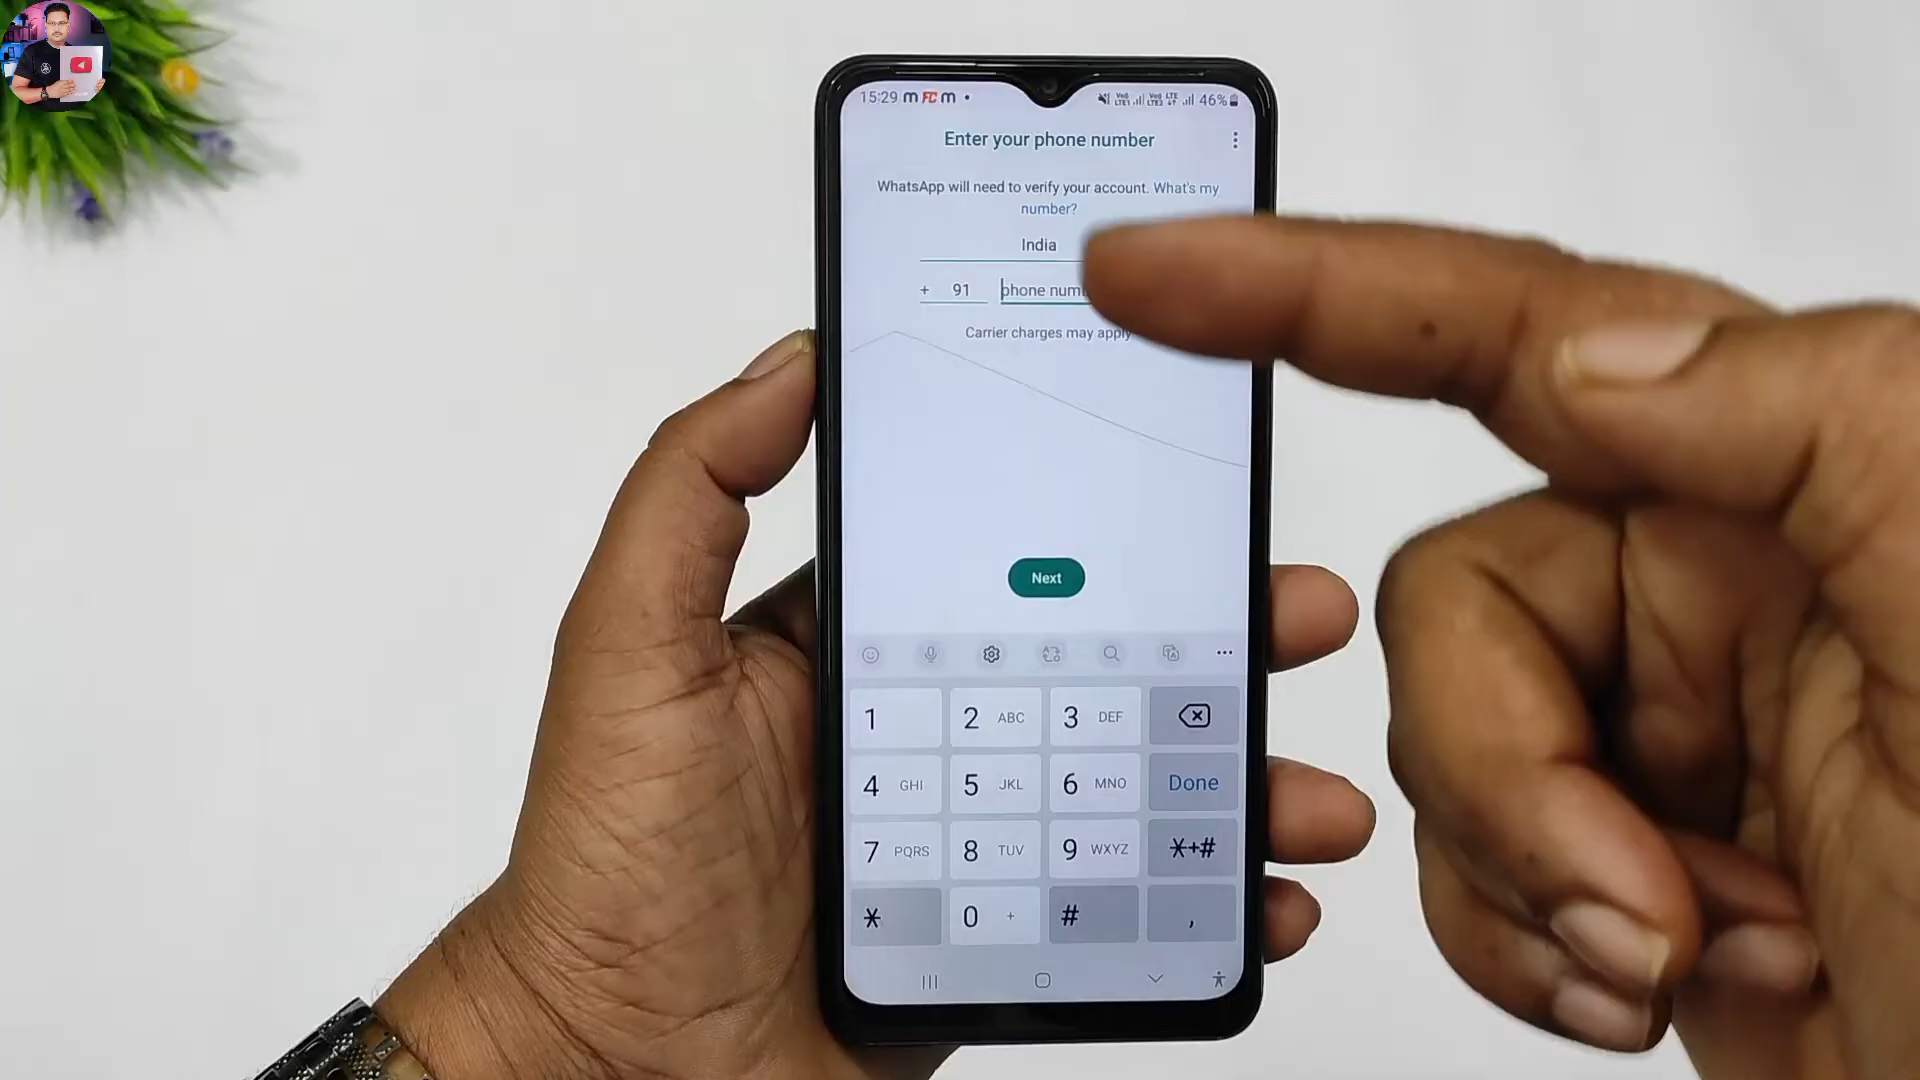 15:29
46%
Enter your phone number
WhatsApp will need to verify your account. What's my
number?
India
+ 91 phone num
Carrier charges may apply
Next
1 2 ABC 3 DEF
4 GHI 5 JKL 6 MNO Done
7 PQRS 8 TUV 9 WXYZ *+#
* 0 + # ,